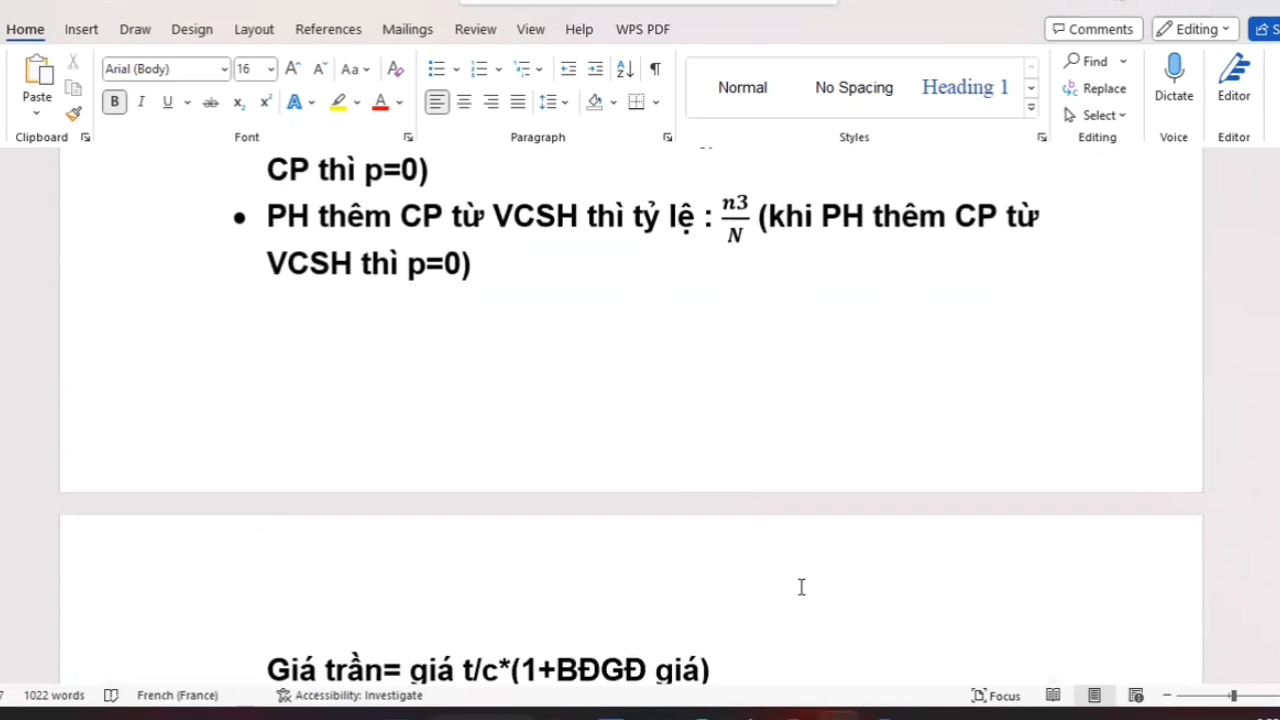 Home Insert Draw Design Layout References Mailings Review View Help WPS PDF Comments Editing
Arial (Body) 16 Aa
Paste
Normal No Spacing Heading 1
Find
Replace
Select
Dictate
Editor
Clipboard Font Paragraph Styles Editing Voice Editor
CP thì p=0)
• PH thêm CP từ VCSH thì tỷ lệ : n3/N (khi PH thêm CP từ
VCSH thì p=0)
Giá trần= giá t/c*(1+BĐGĐ giá)
1022 words French (France) Accessibility: Investigate Focus